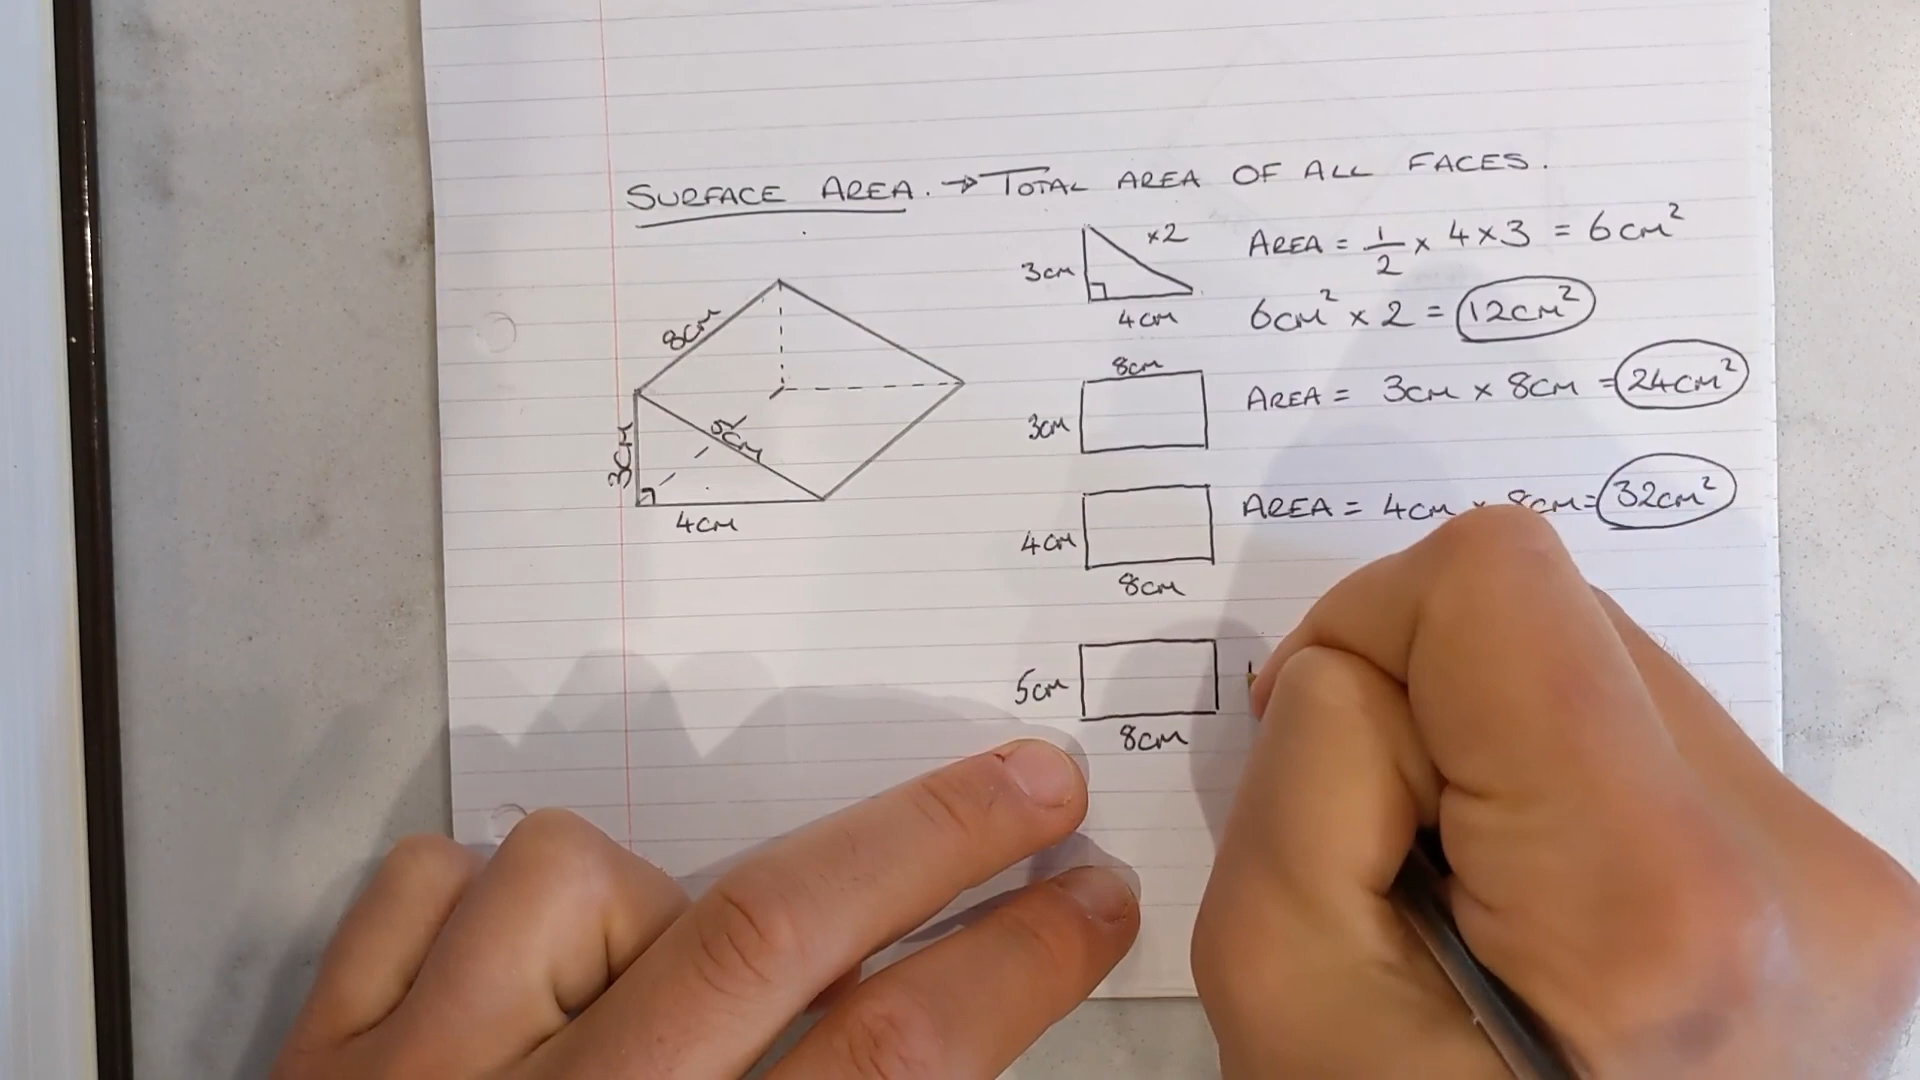 SURFACE AREA. → TOTAL AREA OF ALL FACES.
8cm
3cm
5cm
4cm
×2
3cm
4cm
AREA = 1/2 × 4 × 3 = 6cm²
6cm² × 2 = 12cm²
8cm
3cm
AREA = 3cm × 8cm = 24cm²
4cm
8cm
AREA = 4cm × 8cm = 32cm²
5cm
8cm